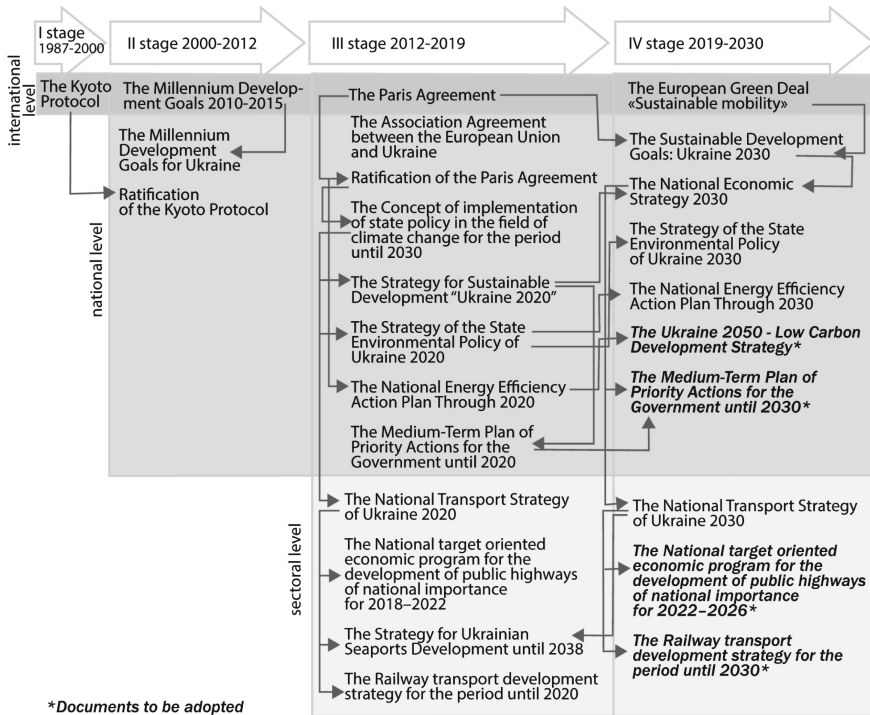 I stage
1987-2000
II stage 2000-2012
III stage 2012-2019
IV stage 2019-2030
international
level
The Kyoto
Protocol
The Millennium Develop-
ment Goals 2010-2015
The Paris Agreement
The European Green Deal
«Sustainable mobility»
national level
The Millennium
Development
Goals for Ukraine
Ratification
of the Kyoto Protocol
The Association Agreement
between the European Union
and Ukraine
Ratification of the Paris Agreement
The Concept of implementation
of state policy in the field of
climate change for the period
until 2030
The Strategy for Sustainable
Development “Ukraine 2020”
The Strategy of the State
Environmental Policy of
Ukraine 2020
The National Energy Efficiency
Action Plan Through 2020
The Medium-Term Plan of
Priority Actions for the
Government until 2020
The Sustainable Development
Goals: Ukraine 2030
The National Economic
Strategy 2030
The Strategy of the State
Environmental Policy
of Ukraine 2030
The National Energy Efficiency
Action Plan Through 2030
The Ukraine 2050 - Low Carbon
Development Strategy*
The Medium-Term Plan of
Priority Actions for the
Government until 2030*
sectoral level
The National Transport Strategy
of Ukraine 2020
The National target oriented
economic program for the
development of public highways
of national importance
for 2018–2022
The Strategy for Ukrainian
Seaports Development until 2038
The Railway transport development
strategy for the period until 2020
The National Transport Strategy
of Ukraine 2030
The National target oriented
economic program for the
development of public highways
of national importance
for 2022–2026*
The Railway transport
development strategy for the
period until 2030*
*Documents to be adopted